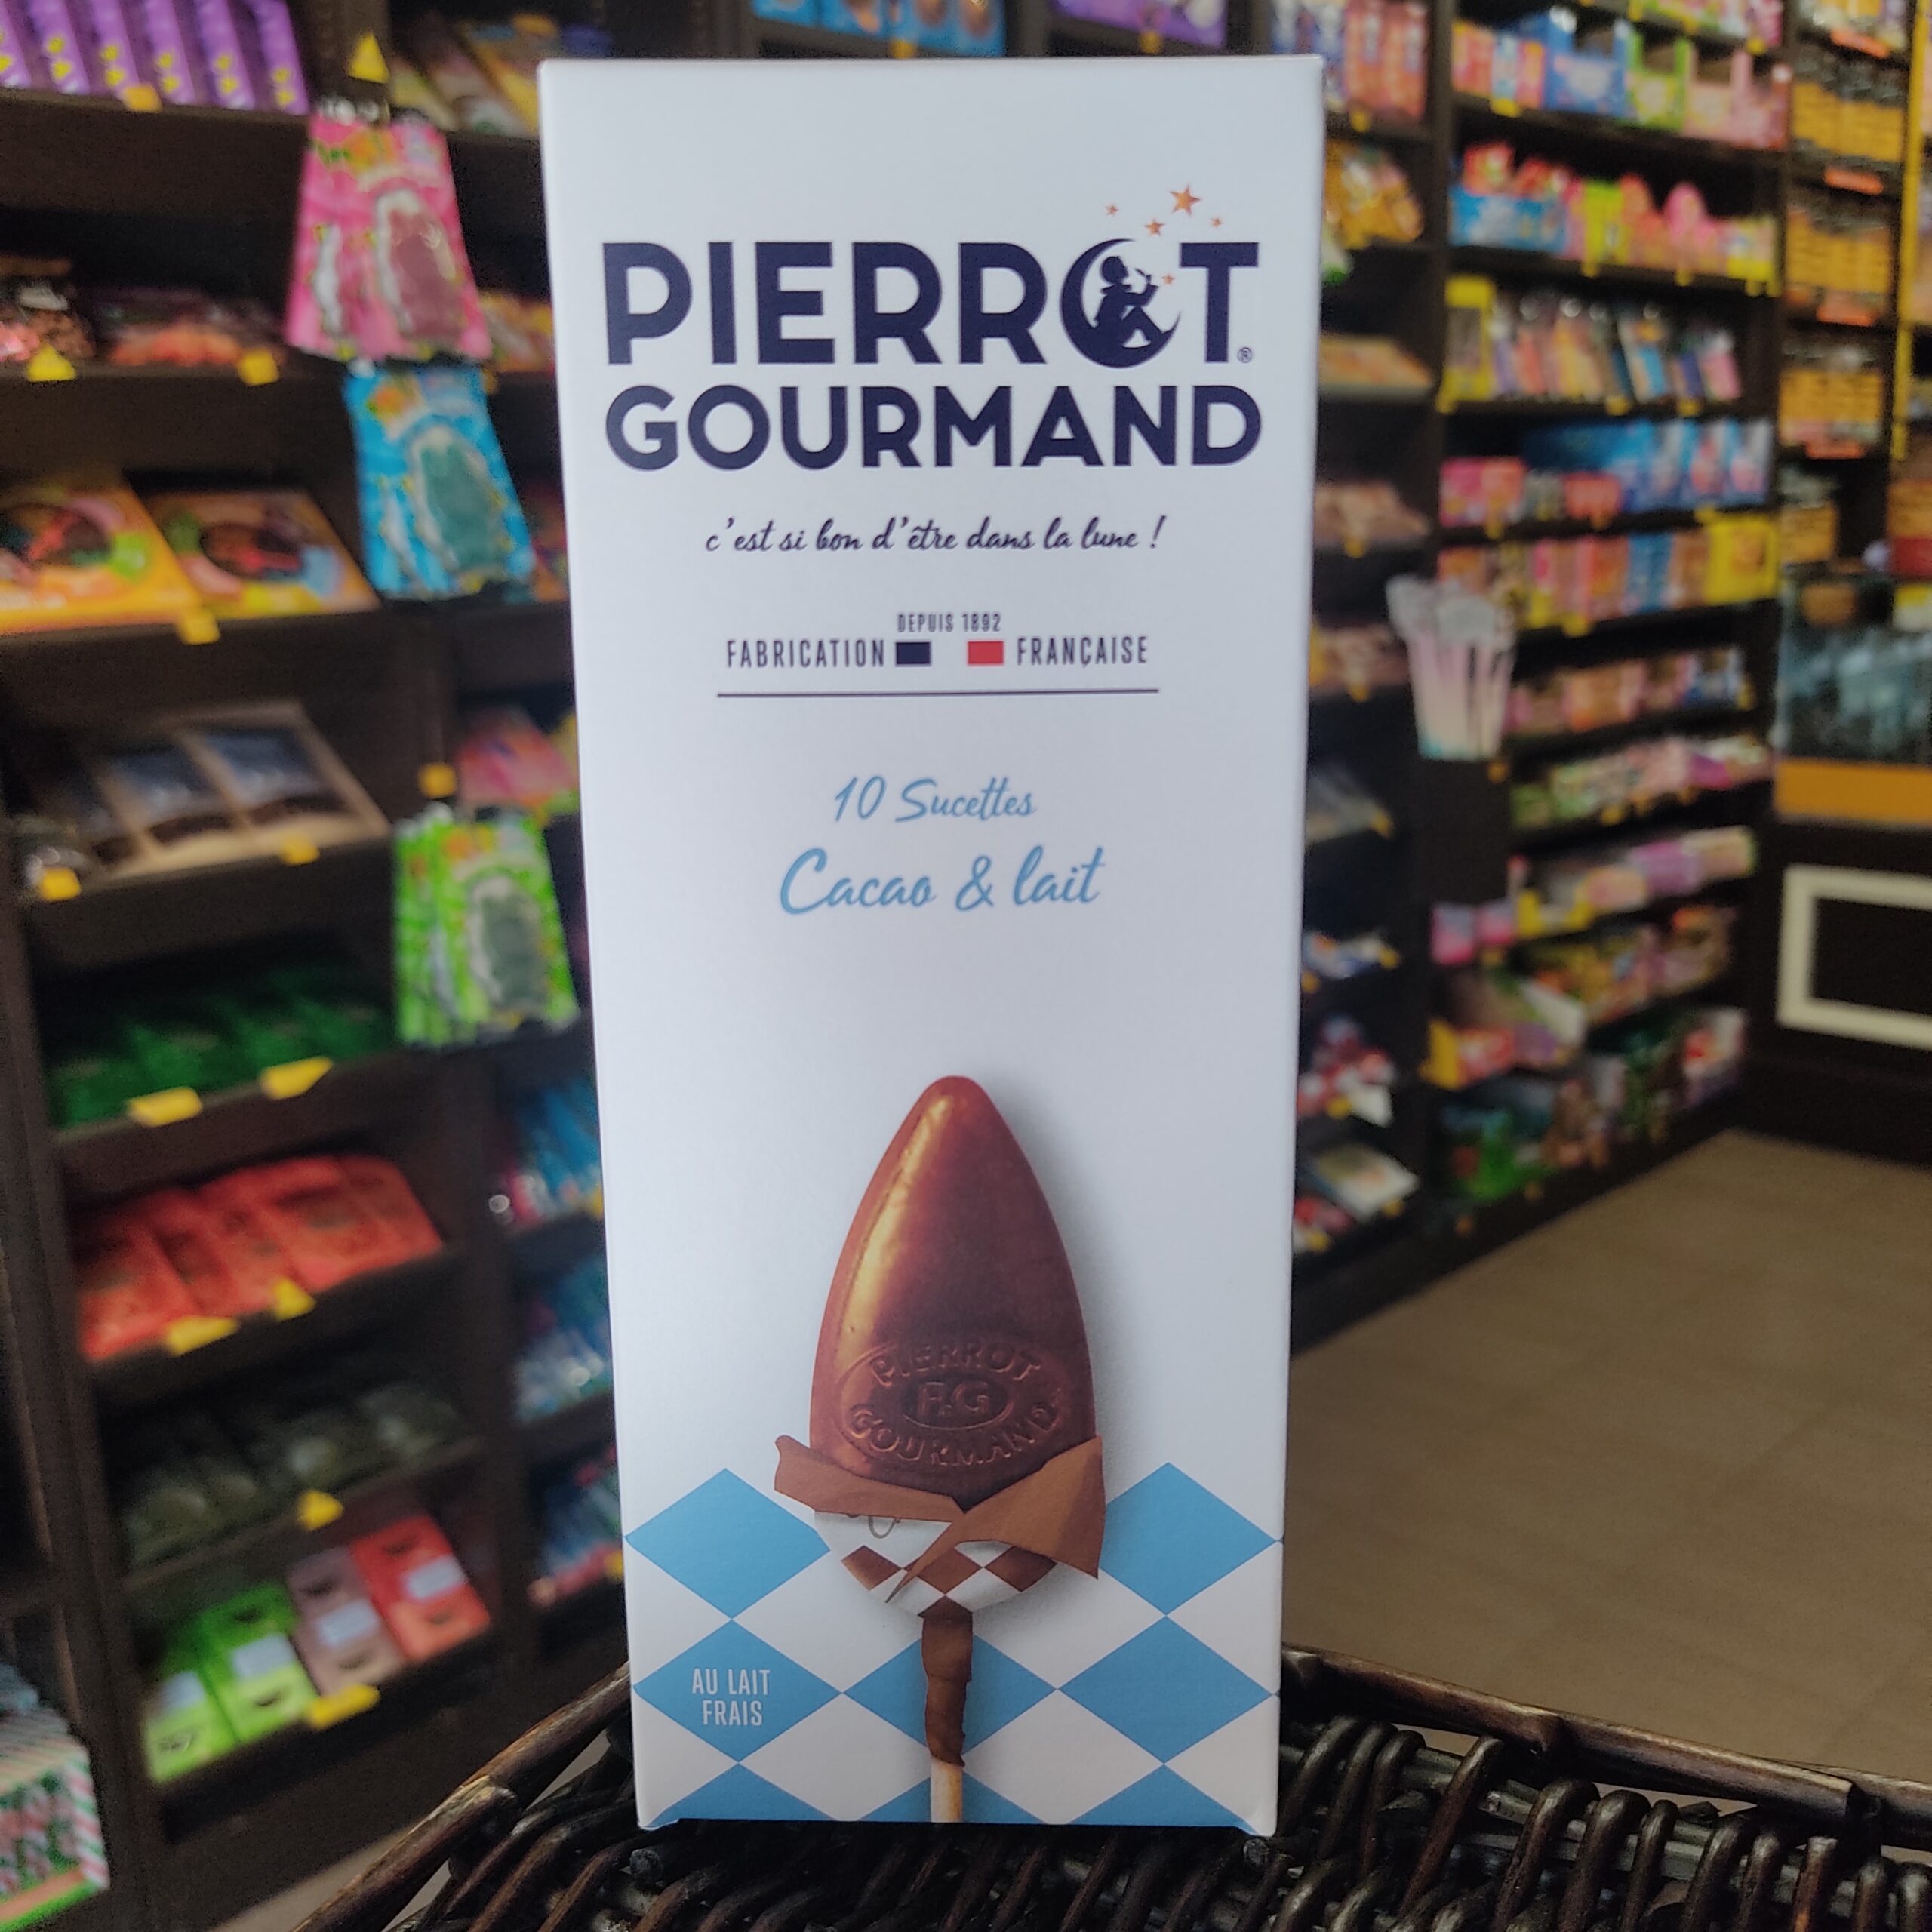 PIERROT®
GOURMAND
c'est si bon d'être dans la lune !
DEPUIS 1892
FABRICATION FRANÇAISE
10 Sucettes
Cacao & lait
PIERROT
P.G
GOURMAND
AU LAIT
FRAIS